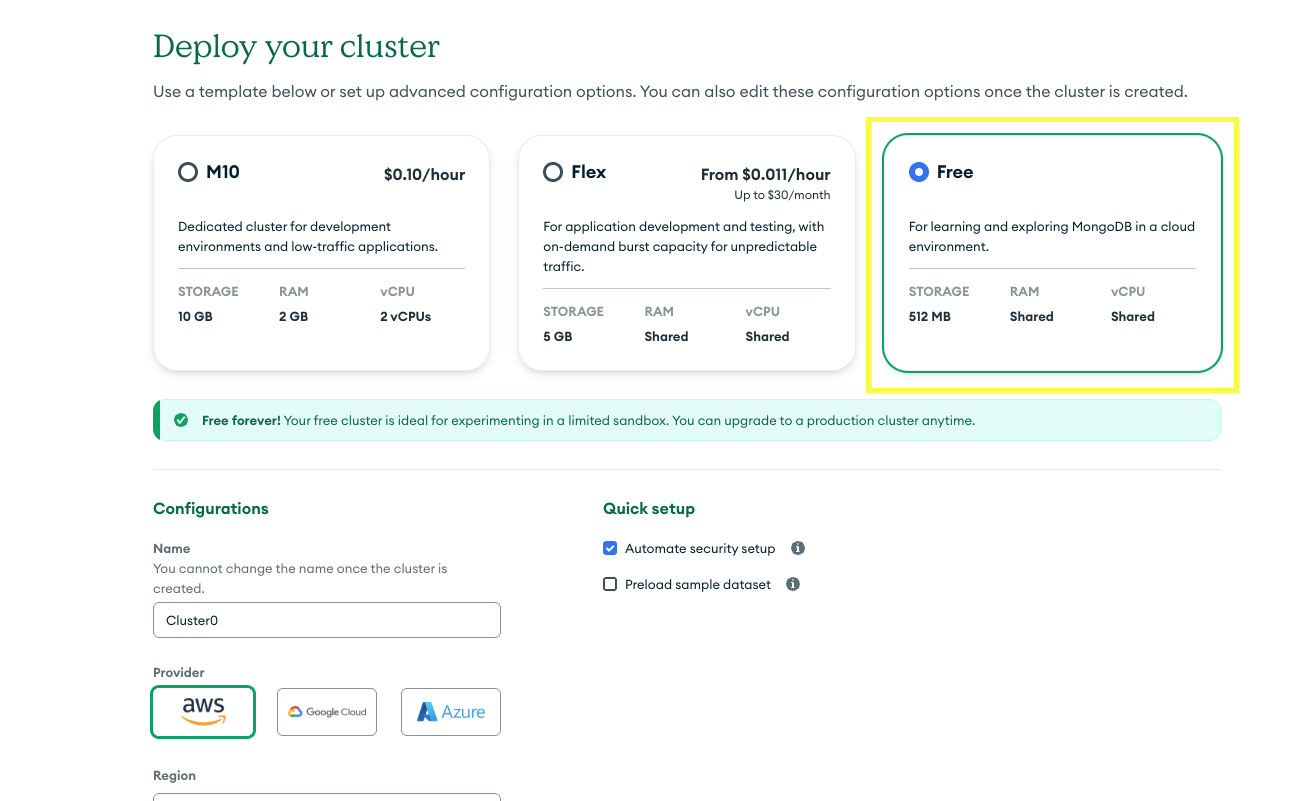 Deploy your cluster
Use a template below or set up advanced configuration options. You can also edit these configuration options once the cluster is created.
M10
$0.10/hour
Dedicated cluster for development
environments and low-traffic applications.
STORAGE RAM vCPU
10 GB 2 GB 2 vCPUs
Flex
From $0.011/hour
Up to $30/month
For application development and testing, with
on-demand burst capacity for unpredictable
traffic.
STORAGE RAM vCPU
5 GB Shared Shared
Free
For learning and exploring MongoDB in a cloud
environment.
STORAGE RAM vCPU
512 MB Shared Shared
Free forever! Your free cluster is ideal for experimenting in a limited sandbox. You can upgrade to a production cluster anytime.
Configurations
Name
You cannot change the name once the cluster is
created.
Cluster0
Provider
aws
Google Cloud
Azure
Region
Quick setup
Automate security setup
Preload sample dataset